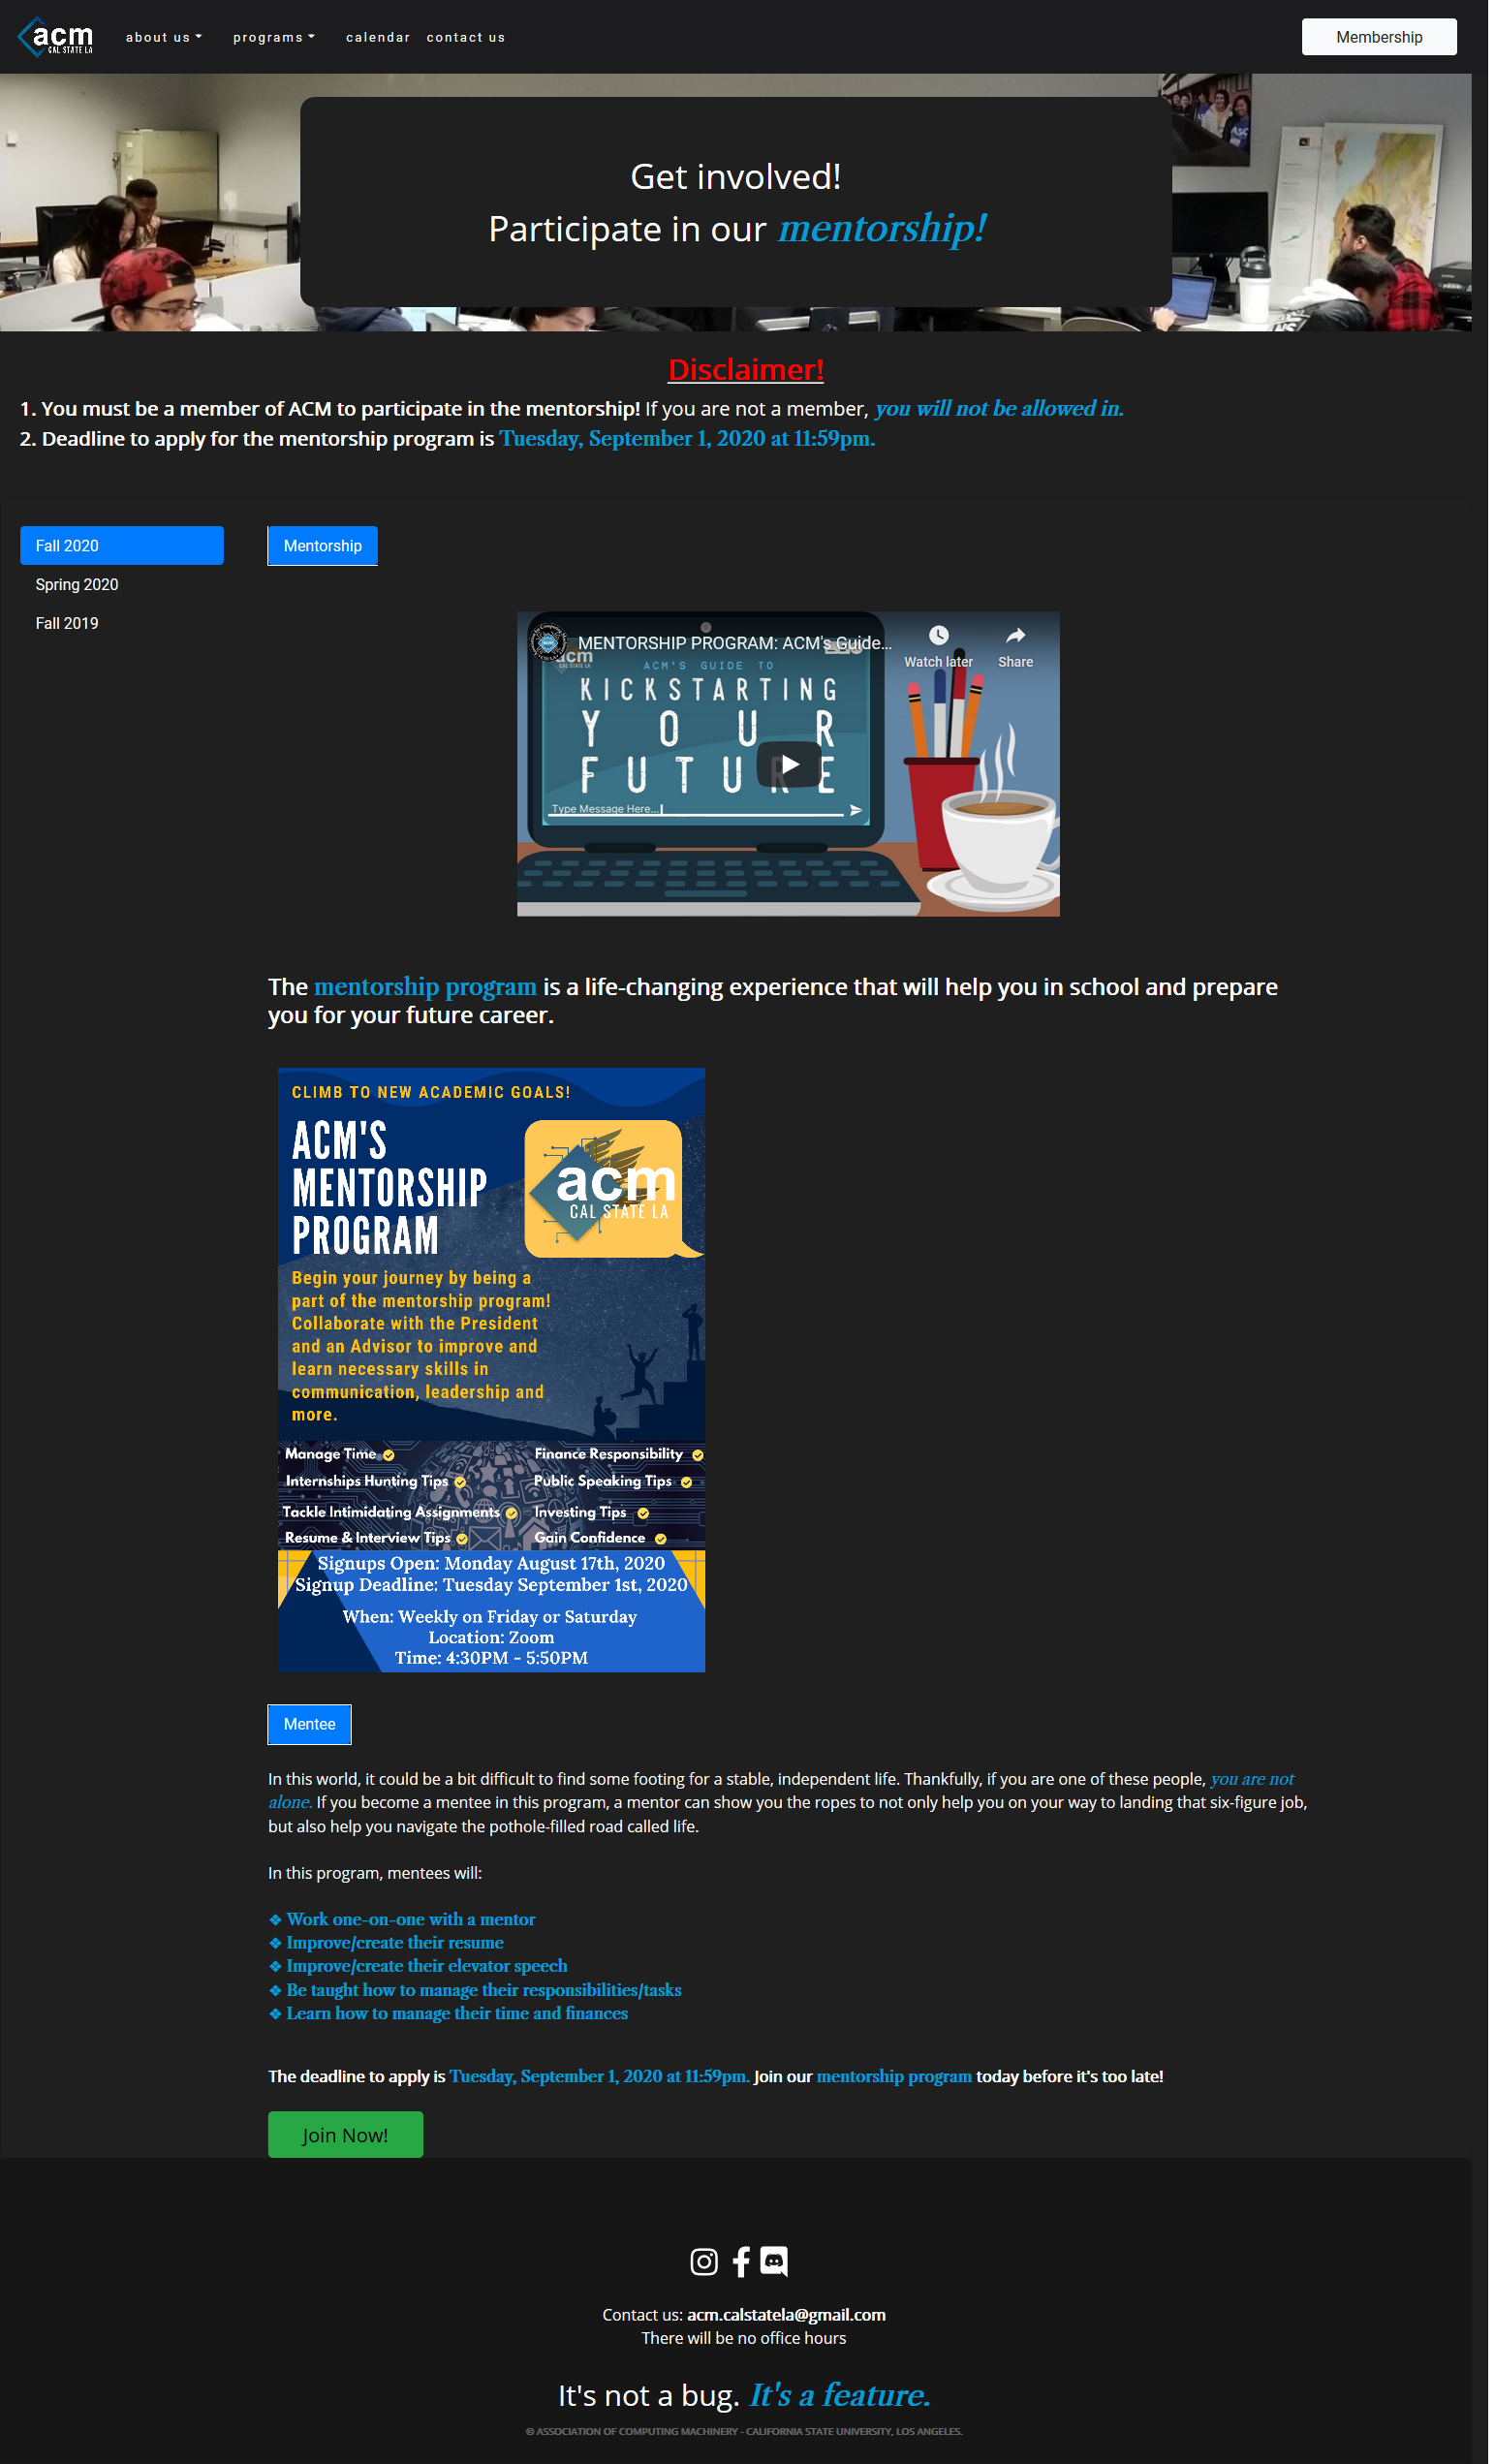 acm
CAL STATE LA
about us
programs
calendar
contact us
Membership
ASC
Get involved!
Participate in our mentorship!
Disclaimer!
1. You must be a member of ACM to participate in the mentorship! If you are not a member, you will not be allowed in.
2. Deadline to apply for the mentorship program is Tuesday, September 1, 2020 at 11:59pm.
Fall 2020
Spring 2020
Fall 2019
Mentorship
MENTORSHIP PROGRAM: ACM's Guide...
Watch later
Share
acm
CAL STATE LA
ACM'S GUIDE TO
KICKSTARTING
YOUR
FUTURE
Type Message Here...
The mentorship program is a life-changing experience that will help you in school and prepare
you for your future career.
CLIMB TO NEW ACADEMIC GOALS!
ACM'S
MENTORSHIP
PROGRAM
acm
CAL STATE LA
Begin your journey by being a
part of the mentorship program!
Collaborate with the President
and an Advisor to improve and
learn necessary skills in
communication, leadership and
more.
Manage Time
Finance Responsibility
Internships Hunting Tips
Public Speaking Tips
Tackle Intimidating Assignments
Investing Tips
Resume & Interview Tips
Gain Confidence
Signups Open: Monday August 17th, 2020
Signup Deadline: Tuesday September 1st, 2020
When: Weekly on Friday or Saturday
Location: Zoom
Time: 4:30PM - 5:50PM
Mentee
In this world, it could be a bit difficult to find some footing for a stable, independent life. Thankfully, if you are one of these people, you are not
alone. If you become a mentee in this program, a mentor can show you the ropes to not only help you on your way to landing that six-figure job,
but also help you navigate the pothole-filled road called life.
In this program, mentees will:
❖ Work one-on-one with a mentor
❖ Improve/create their resume
❖ Improve/create their elevator speech
❖ Be taught how to manage their responsibilities/tasks
❖ Learn how to manage their time and finances
The deadline to apply is Tuesday, September 1, 2020 at 11:59pm. Join our mentorship program today before it's too late!
Join Now!
Contact us: acm.calstatela@gmail.com
There will be no office hours
It's not a bug. It's a feature.
© ASSOCIATION OF COMPUTING MACHINERY - CALIFORNIA STATE UNIVERSITY, LOS ANGELES.